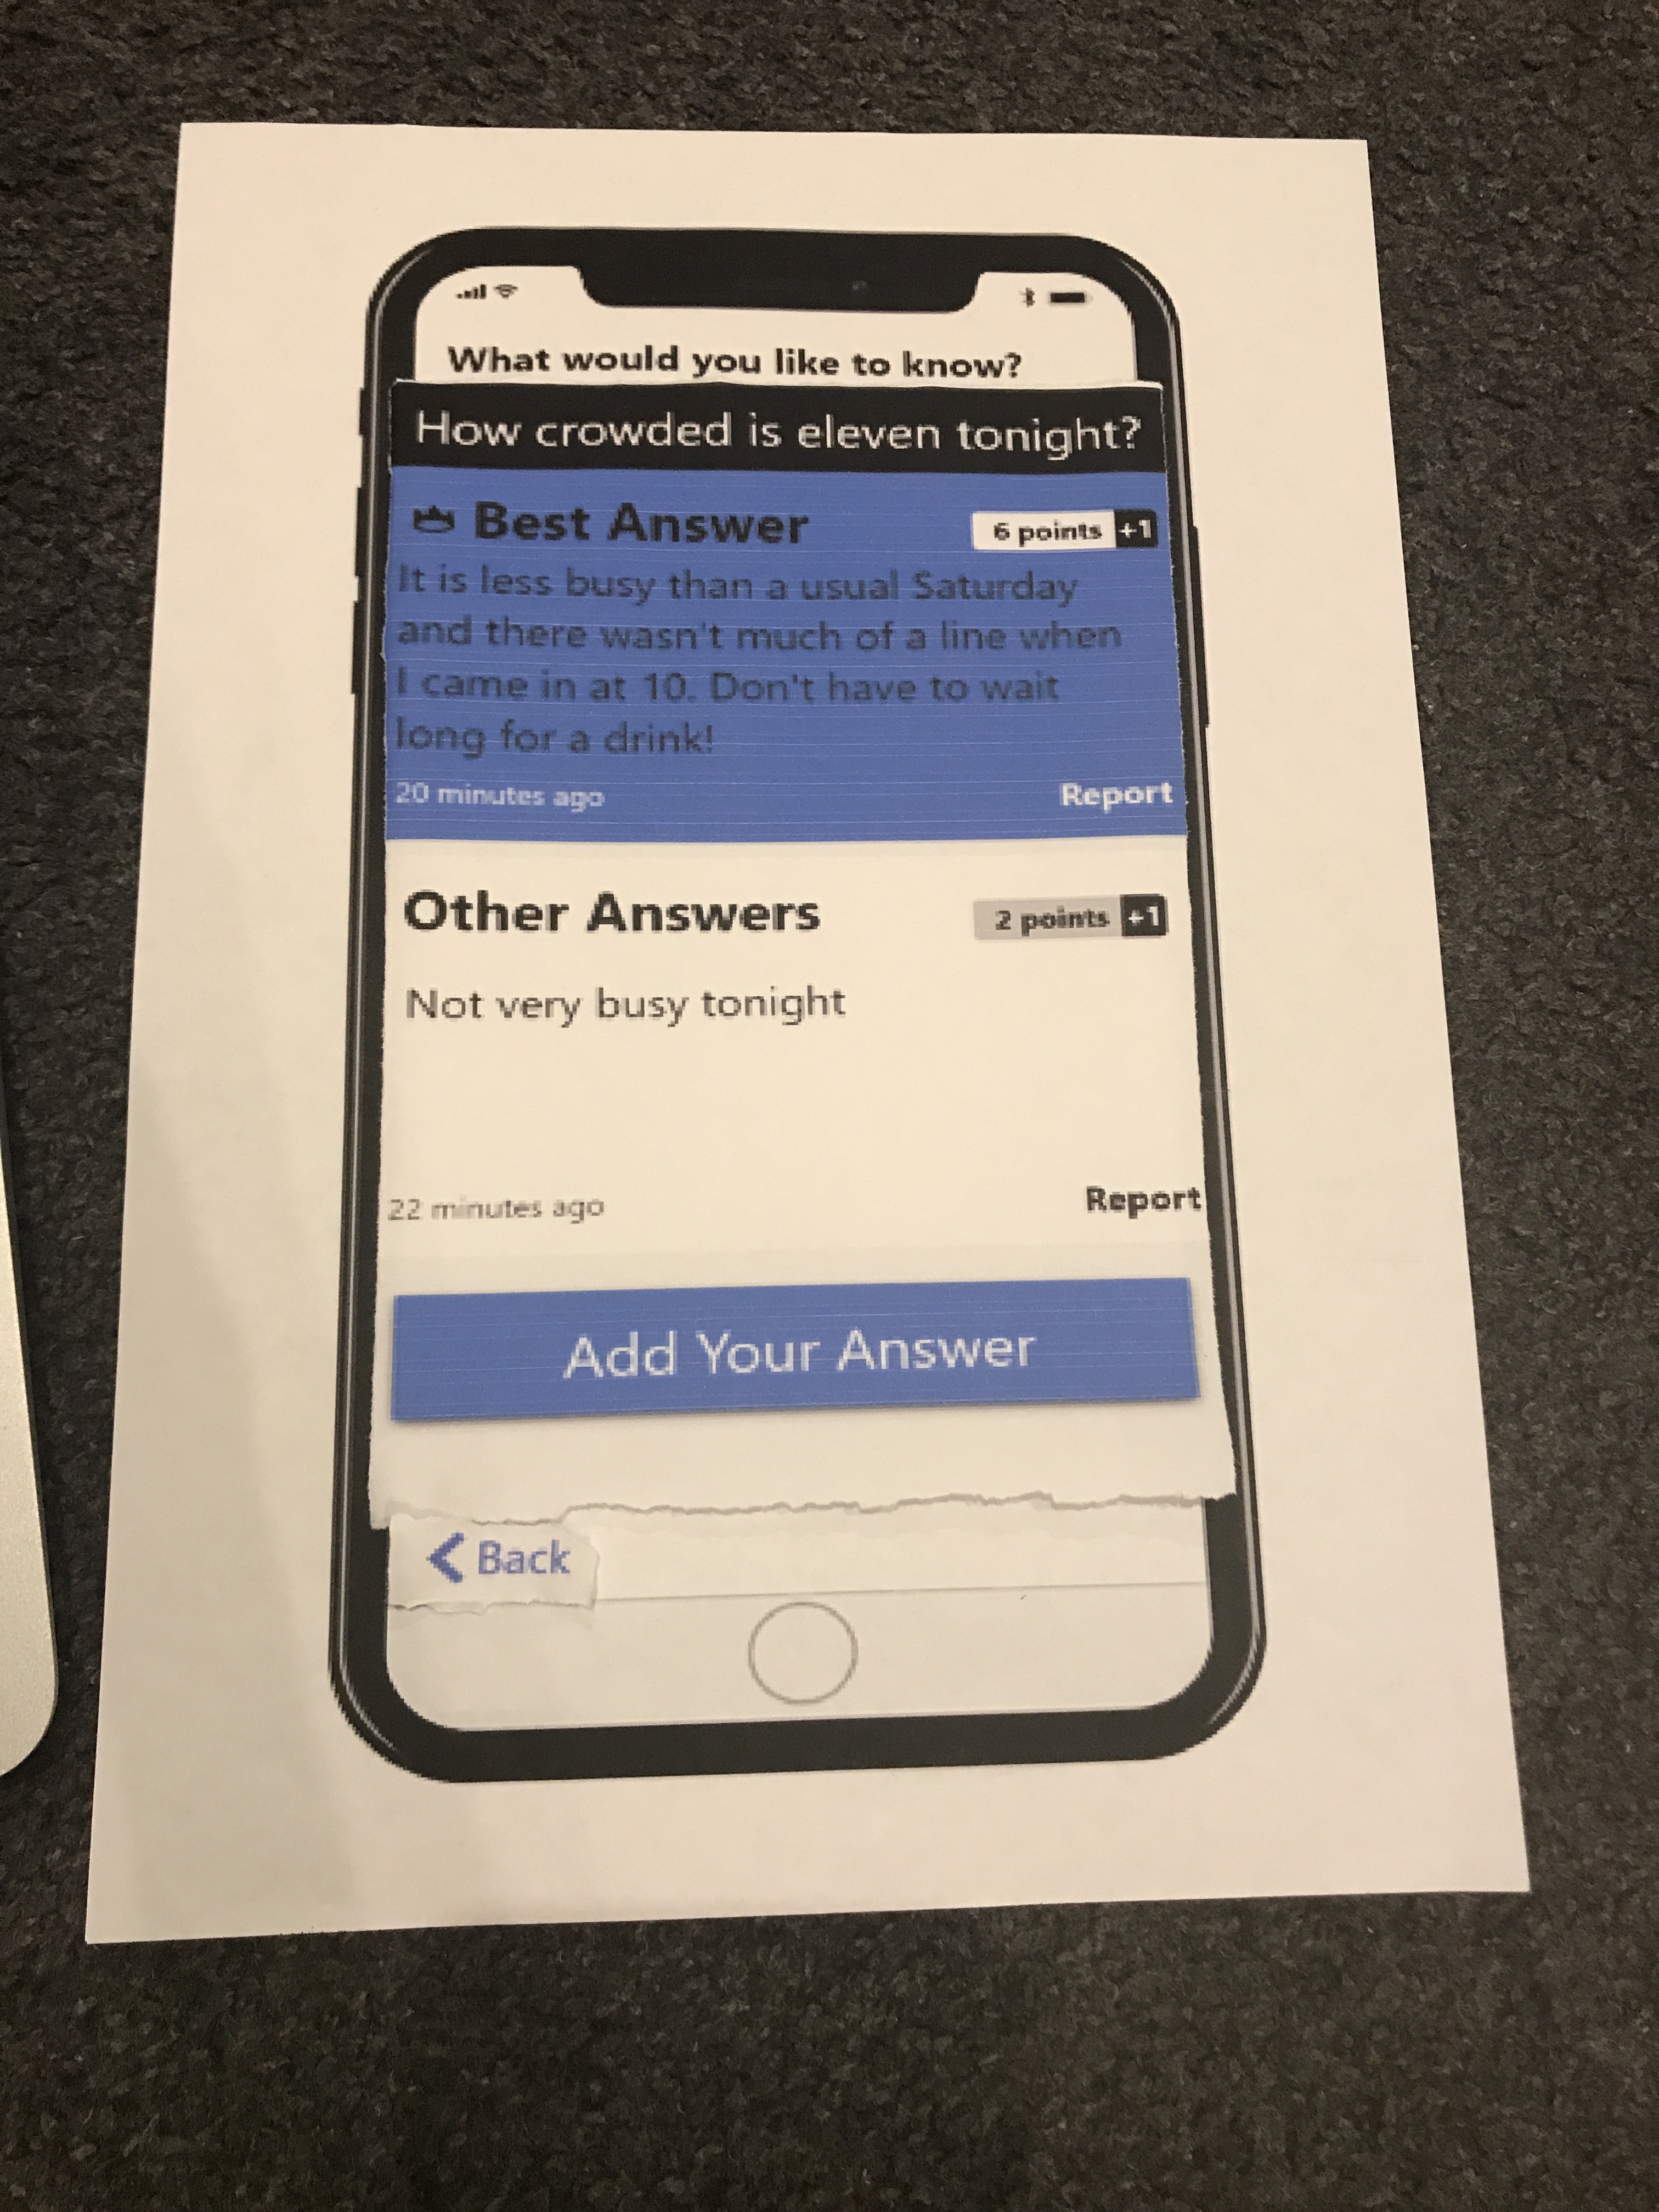 What would you like to know?
How crowded is eleven tonight?
Best Answer
6 points +1
It is less busy than a usual Saturday
and there wasn't much of a line when
I came in at 10. Don't have to wait
long for a drink!
20 minutes ago
Report
Other Answers
2 points +1
Not very busy tonight
22 minutes ago
Report
Add Your Answer
Back